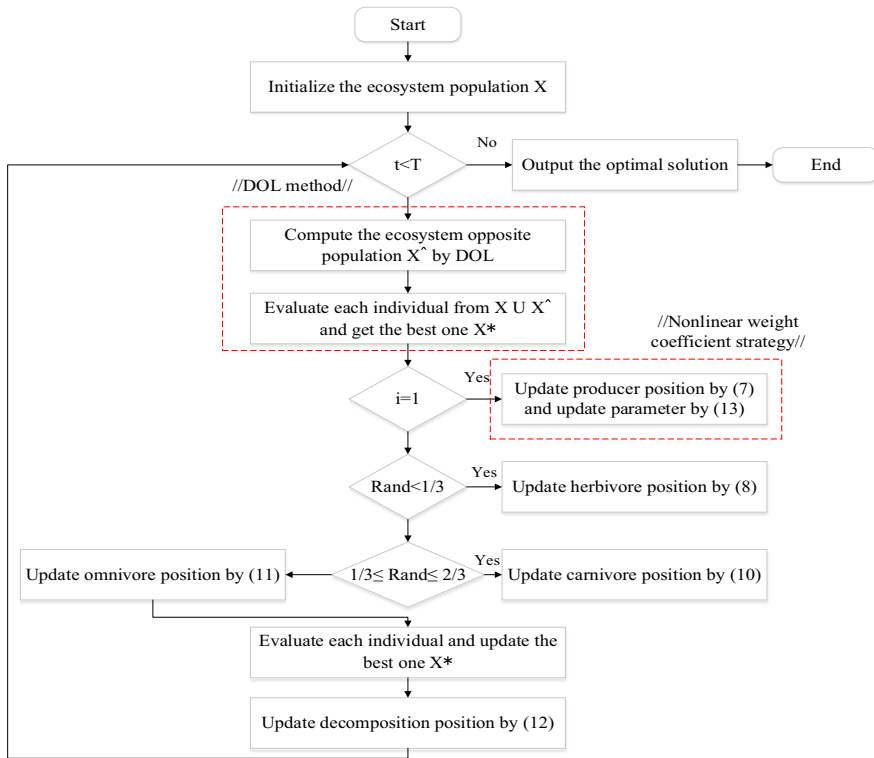 Start
Initialize the ecosystem population X
t<T
No
Output the optimal solution
End
//DOL method//
Compute the ecosystem opposite
population Xˆ by DOL
Evaluate each individual from X U Xˆ
and get the best one X*
//Nonlinear weight
coefficient strategy//
i=1
Yes
Update producer position by (7)
and update parameter by (13)
Rand<1/3
Yes
Update herbivore position by (8)
Update omnivore position by (11)
1/3≤ Rand≤ 2/3
Yes
Update carnivore position by (10)
Evaluate each individual and update the
best one X*
Update decomposition position by (12)